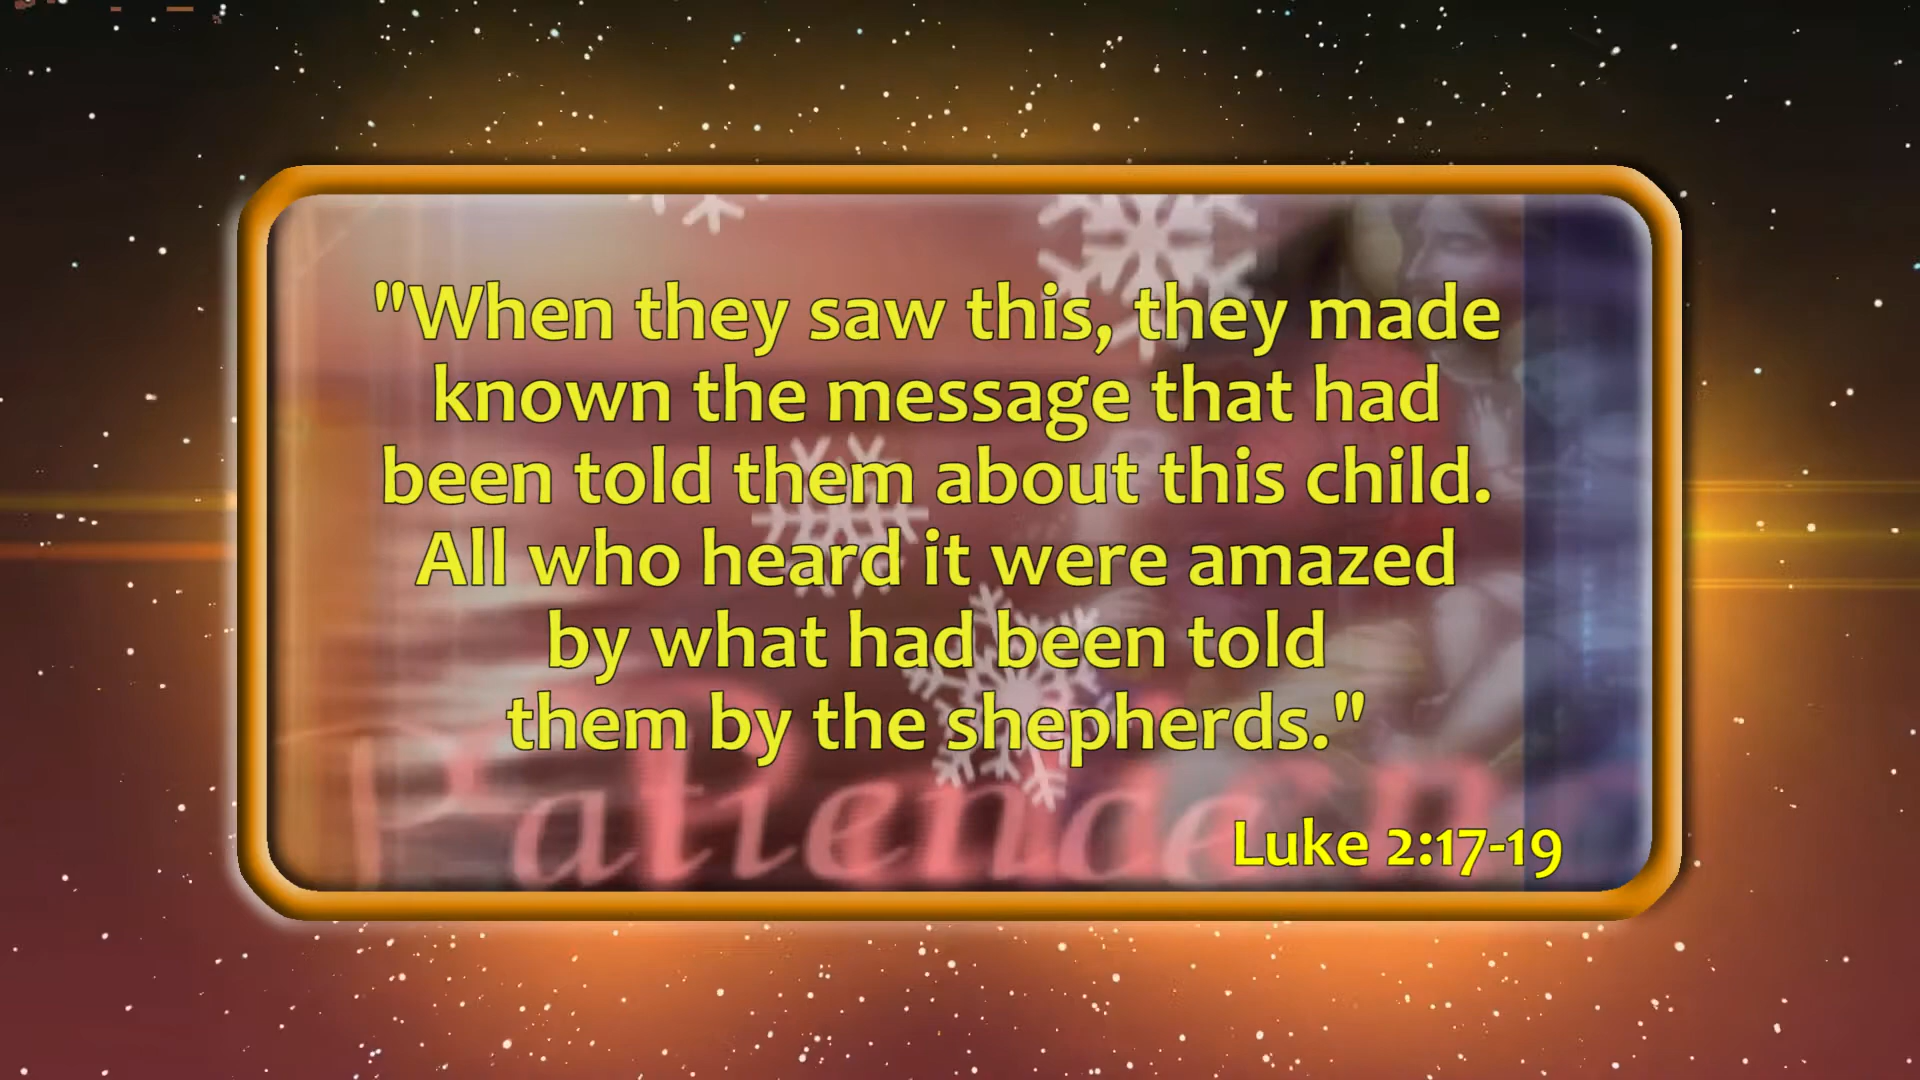 "When they saw this, they made
known the message that had
been told them about this child.
All who heard it were amazed
by what had been told
them by the shepherds."
Luke 2:17-19